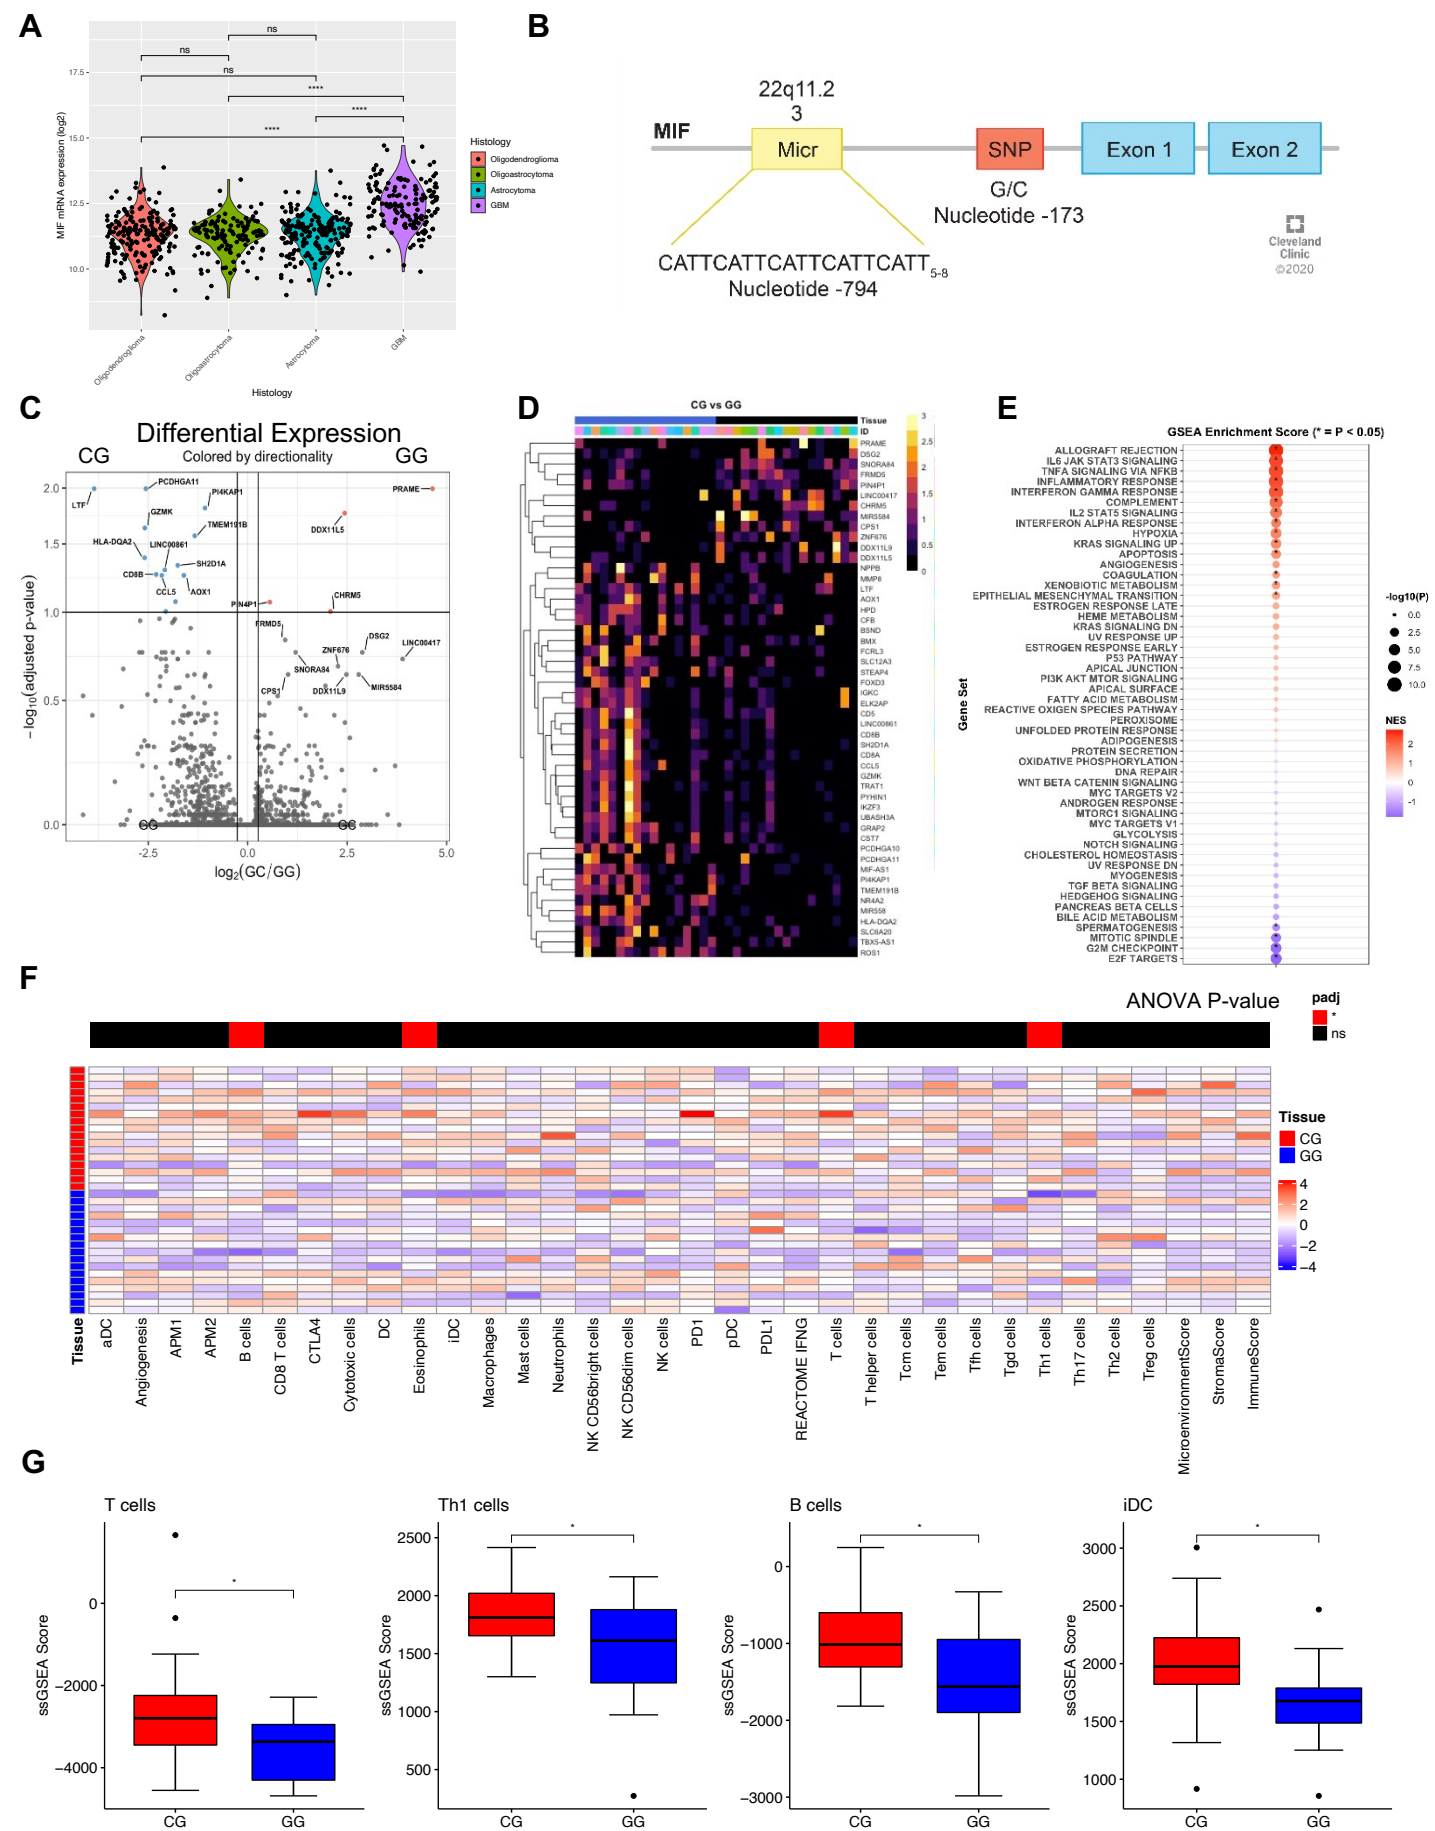 A
ns
ns
ns
****
****
****
17.5
15.0
12.5
10.0
MIF mRNA expression (log2)
Oligodendroglioma
Oligoastrocytoma
Astrocytoma
GBM
Histology
Histology
Oligodendroglioma
Oligoastrocytoma
Astrocytoma
GBM
B
22q11.2
3
MIF
Micr
SNP
Exon 1
Exon 2
G/C
Nucleotide -173
CATTCATTCATTCATTCATT5-8
Nucleotide -794
Cleveland
Clinic
©2020
C
Differential Expression
CG
Colored by directionality
GG
2.0
1.5
1.0
0.5
0.0
−log10(adjusted p-value)
LTF
PCDHGA11
PI4KAP1
GZMK
TMEM191B
HLA-DQA2
LINC00861
SH2D1A
CD8B
CCL5
AOX1
PRAME
DDX11L5
PIN4P1
CHRM5
FRMD5
DSG2
ZNF676
LINC00417
SNORA84
CPS1
DDX11L9
MIR5584
GG
GC
-2.5
0.0
2.5
5.0
log2(GC/GG)
D
CG vs GG
Tissue
ID
PRAME
DSG2
SNORA84
FRMD5
PIN4P1
LINC00417
CHRM5
MIR5584
CPS1
ZNF676
DDX11L9
DDX11L5
NPPB
MMP8
LTF
AOX1
HPD
CFB
BSND
BMX
FCRL3
SLC12A3
STEAP4
FOXD3
IGKC
ELK2AP
CD5
LINC00861
CD8B
SH2D1A
CD8A
CCL5
GZMK
TRAT1
PYHIN1
IKZF3
UBASH3A
GRAP2
CST7
PCDHGA10
PCDHGA11
MIF-AS1
PI4KAP1
TMEM191B
NR4A2
MIR558
HLA-DQA2
SLC6A20
TBX5-AS1
ROS1
3
2.5
2
1.5
1
0.5
0
E
GSEA Enrichment Score (* = P < 0.05)
Gene Set
ALLOGRAFT REJECTION
IL6 JAK STAT3 SIGNALING
TNFA SIGNALING VIA NFKB
INFLAMMATORY RESPONSE
INTERFERON GAMMA RESPONSE
COMPLEMENT
IL2 STAT5 SIGNALING
INTERFERON ALPHA RESPONSE
HYPOXIA
KRAS SIGNALING UP
APOPTOSIS
ANGIOGENESIS
COAGULATION
XENOBIOTIC METABOLISM
EPITHELIAL MESENCHYMAL TRANSITION
ESTROGEN RESPONSE LATE
HEME METABOLISM
KRAS SIGNALING DN
UV RESPONSE UP
ESTROGEN RESPONSE EARLY
P53 PATHWAY
APICAL JUNCTION
PI3K AKT MTOR SIGNALING
APICAL SURFACE
FATTY ACID METABOLISM
REACTIVE OXIGEN SPECIES PATHWAY
PEROXISOME
UNFOLDED PROTEIN RESPONSE
ADIPOGENESIS
PROTEIN SECRETION
OXIDATIVE PHOSPHORYLATION
DNA REPAIR
WNT BETA CATENIN SIGNALING
MYC TARGETS V2
ANDROGEN RESPONSE
MTORC1 SIGNALING
MYC TARGETS V1
GLYCOLYSIS
NOTCH SIGNALING
CHOLESTEROL HOMEOSTASIS
UV RESPONSE DN
MYOGENESIS
TGF BETA SIGNALING
HEDGEHOG SIGNALING
PANCREAS BETA CELLS
BILE ACID METABOLISM
SPERMATOGENESIS
MITOTIC SPINDLE
G2M CHECKPOINT
E2F TARGETS
-log10(P)
0.0
2.5
5.0
7.5
10.0
NES
2
1
0
-1
F
ANOVA P-value
padj
*
ns
Tissue
CG
GG
4
2
0
−2
−4
Tissue
aDC
Angiogenesis
APM1
APM2
B cells
CD8 T cells
CTLA4
Cytotoxic cells
DC
Eosinophils
iDC
Macrophages
Mast cells
Neutrophils
NK CD56bright cells
NK CD56dim cells
NK cells
PD1
pDC
PDL1
REACTOME IFNG
T cells
T helper cells
Tcm cells
Tem cells
Tfh cells
Tgd cells
Th1 cells
Th17 cells
Th2 cells
Treg cells
MicroenvironmentScore
StromaScore
ImmuneScore
G
T cells
*
0
−2000
−4000
ssGSEA Score
CG
GG
Th1 cells
*
2500
2000
1500
1000
500
ssGSEA Score
CG
GG
B cells
*
0
−1000
−2000
−3000
ssGSEA Score
CG
GG
iDC
*
3000
2500
2000
1500
1000
ssGSEA Score
CG
GG